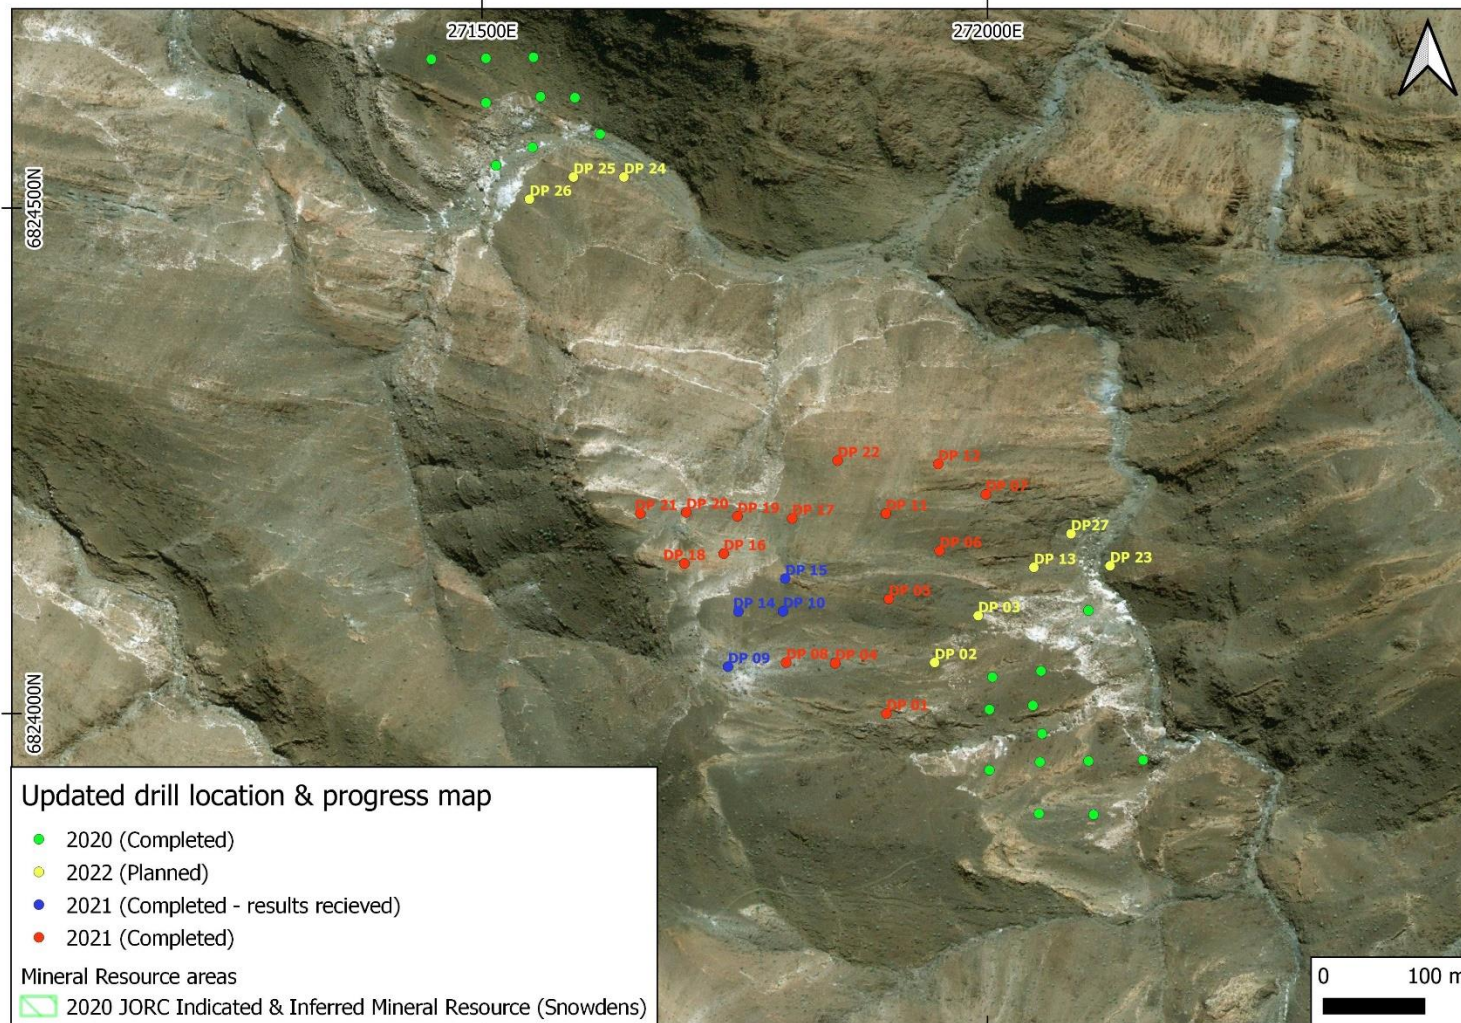 271500E
272000E
DP 25
DP 24
DP 26
6824500N
DP 22
DP 12
DP 07
DP 21
DP 20
DP 19
DP 17
DP 11
DP27
DP 18
DP 16
DP 06
DP 13
DP 23
DP 15
DP 14
DP 10
DP 05
DP 03
DP 09
DP 08
DP 04
DP 02
DP 01
6824000N
Updated drill location & progress map
2020 (Completed)
2022 (Planned)
2021 (Completed - results recieved)
2021 (Completed)
Mineral Resource areas
2020 JORC Indicated & Inferred Mineral Resource (Snowdens)
0 100 m